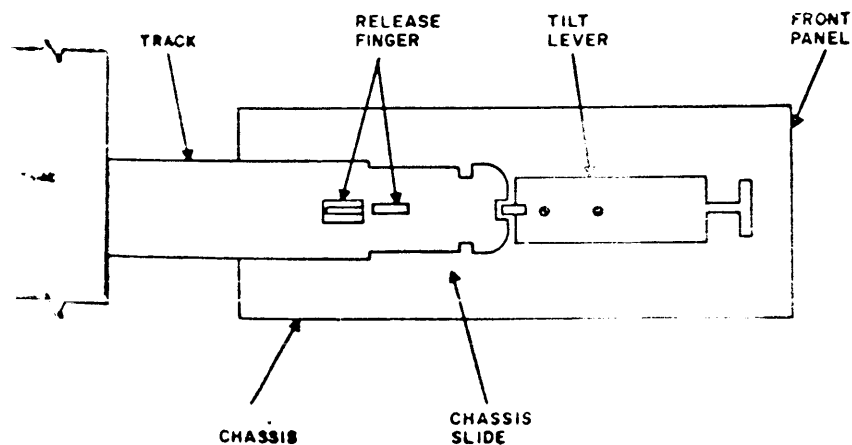 RELEASE
FINGER
TILT
LEVER
FRONT
PANEL
TRACK
CHASSIS
CHASSIS
SLIDE